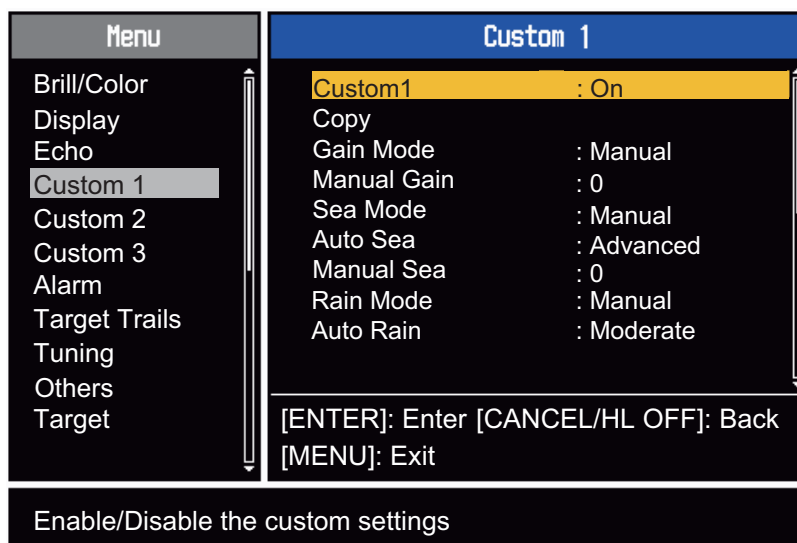 Menu
Brill/Color
Display
Echo
Custom 1
Custom 2
Custom 3
Alarm
Target Trails
Tuning
Others
Target
Custom 1
Custom1 : On
Copy
Gain Mode : Manual
Manual Gain : 0
Sea Mode : Manual
Auto Sea : Advanced
Manual Sea : 0
Rain Mode : Manual
Auto Rain : Moderate
[ENTER]: Enter [CANCEL/HL OFF]: Back
[MENU]: Exit
Enable/Disable the custom settings